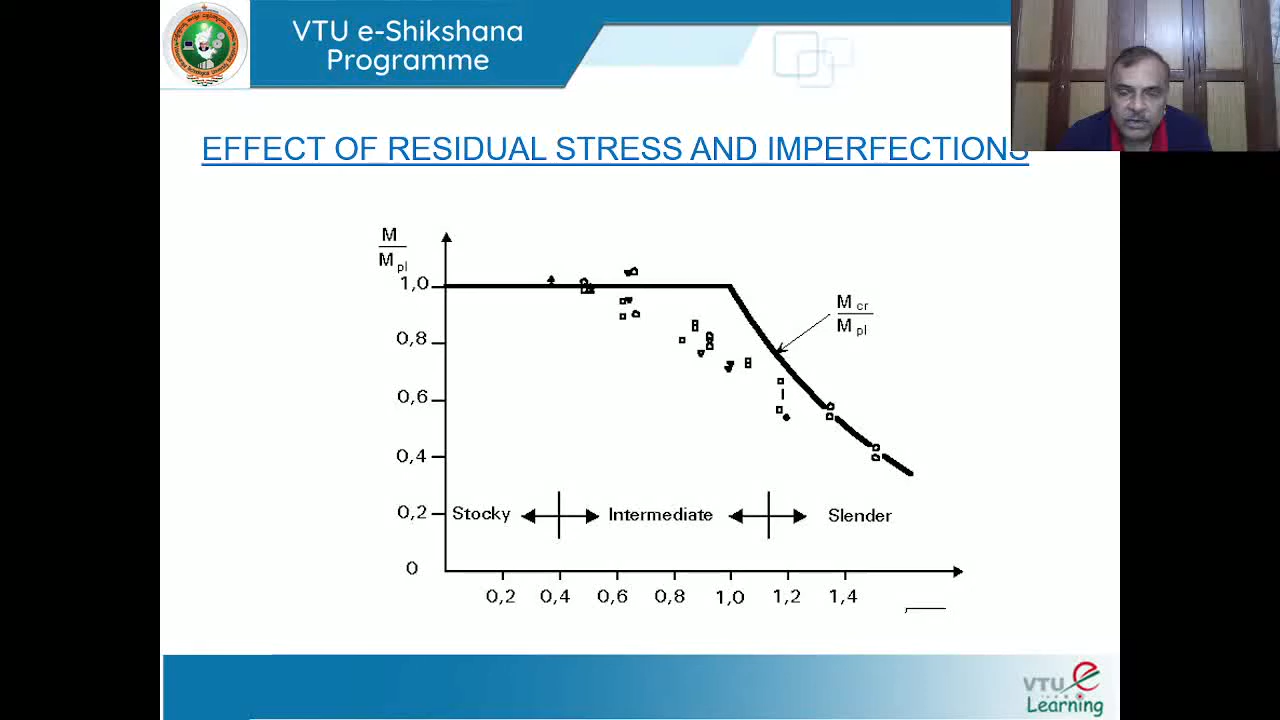 VTU e-Shikshana
Programme
EFFECT OF RESIDUAL STRESS AND IMPERFECTIONS
M
M pl
1,0
0,8
0,6
0,4
0,2
0
M cr
M pl
Stocky
Intermediate
Slender
0,2 0,4 0,6 0,8 1,0 1,2 1,4
VTU e
Learning